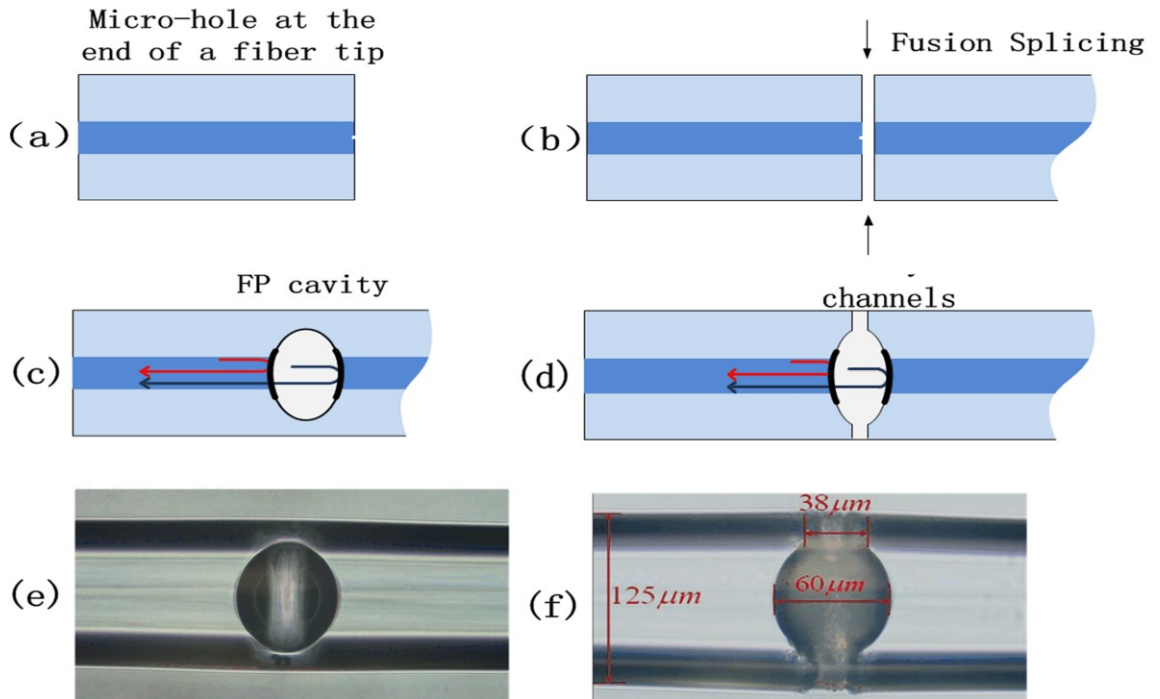 Micro-hole at the
end of a fiber tip
Fusion Splicing
(a)
(b)
FP cavity
channels
(c)
(d)
38μm
(e)
125μm
60μm
(f)